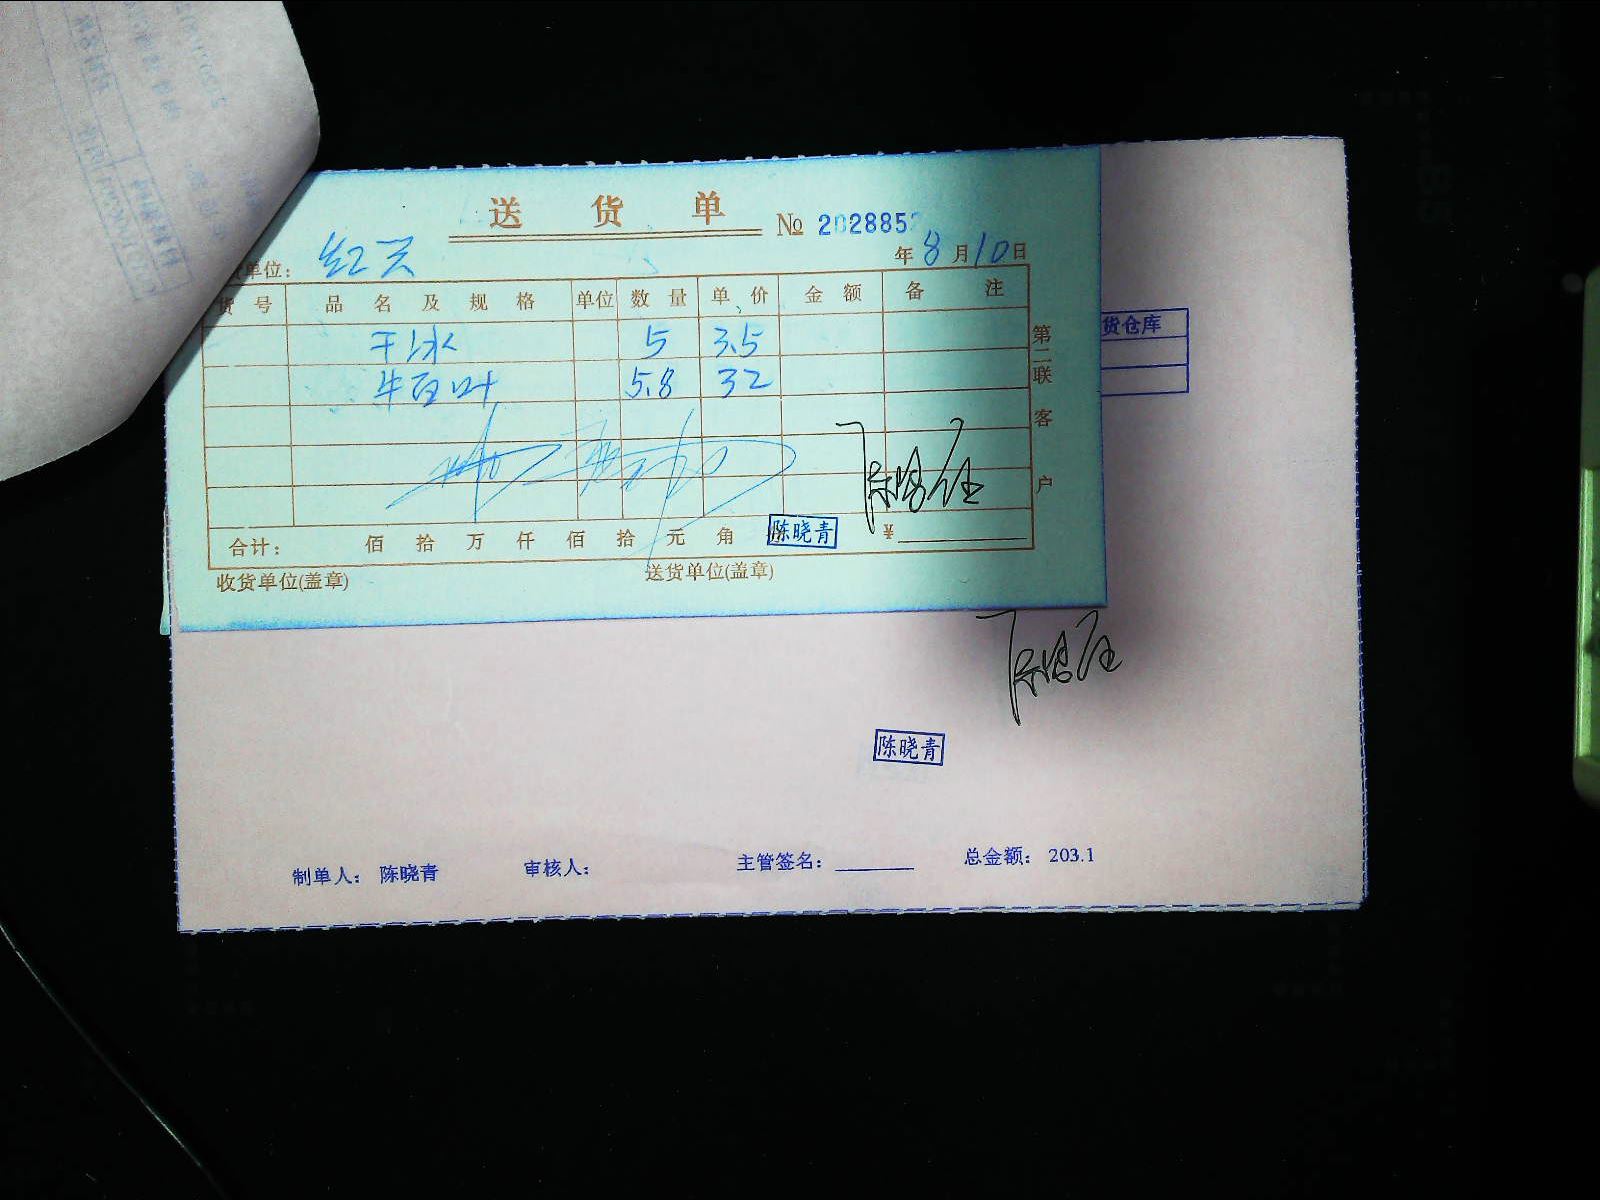 送 货 单
№ 2028852
单位: 红兴
年 8 月 10 日
货号 品名及规格 单位 数量 单价 金额 备注
干冰 5 3.5
牛百叶 5.8 32
第二联 客户
合计: 佰 拾 万 仟 佰 拾 元 角 ¥
陈晓青
收货单位(盖章) 送货单位(盖章)
货仓库
陈晓青
制单人: 陈晓青 审核人: 主管签名: 总金额: 203.1